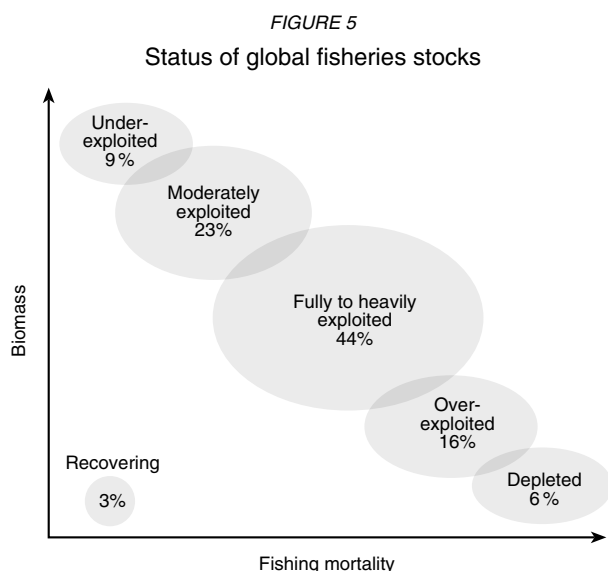 FIGURE 5
Status of global fisheries stocks
Under-
exploited
9%
Moderately
exploited
23%
Fully to heavily
exploited
44%
Over-
exploited
16%
Depleted
6%
Recovering
3%
Biomass
Fishing mortality